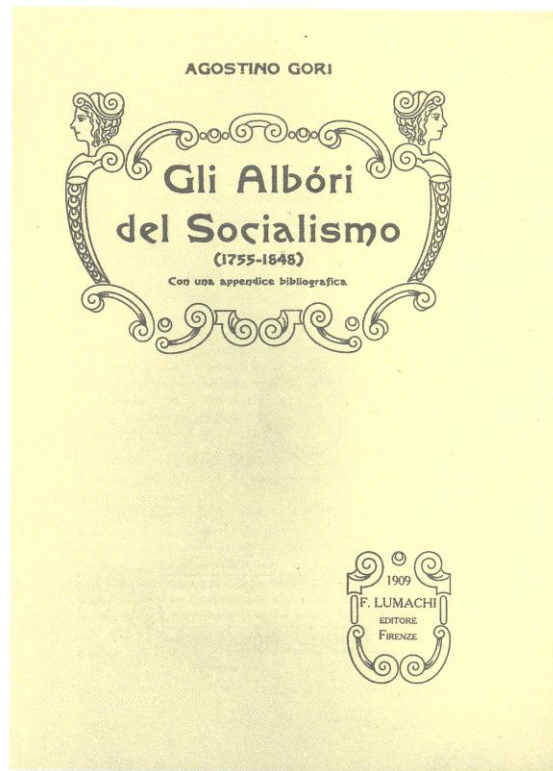 AGOSTINO GORI
Gli Albóri
del Socialismo
(1755-1848)
Con una appendice bibliografica
1909
F. LUMACHI
EDITORE
FIRENZE